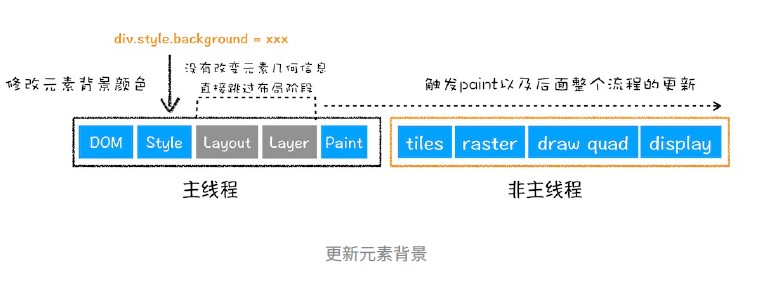 div.style.background = xxx
修改元素背景颜色
没有改变元素几何信息
直接跳过布局阶段
触发paint以及后面整个流程的更新
DOM Style Layout Layer Paint tiles raster draw quad display
主线程 非主线程
更新元素背景